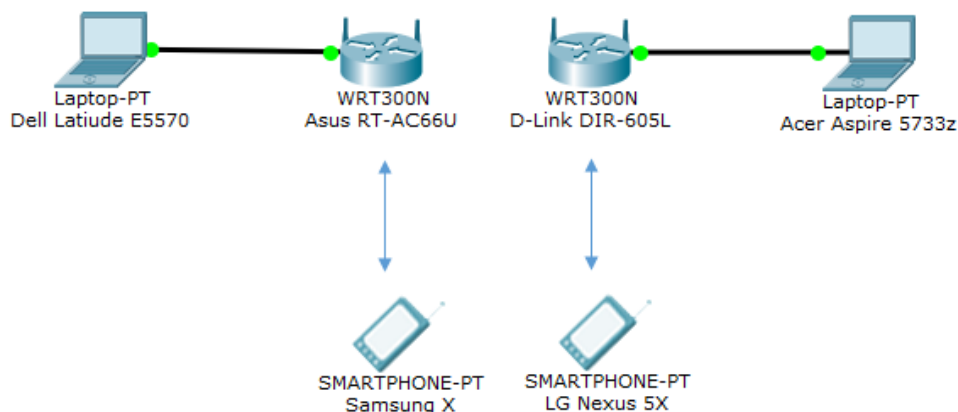 Laptop-PT
Dell Latiude E5570
WRT300N
Asus RT-AC66U
WRT300N
D-Link DIR-605L
Laptop-PT
Acer Aspire 5733z
SMARTPHONE-PT
Samsung X
SMARTPHONE-PT
LG Nexus 5X